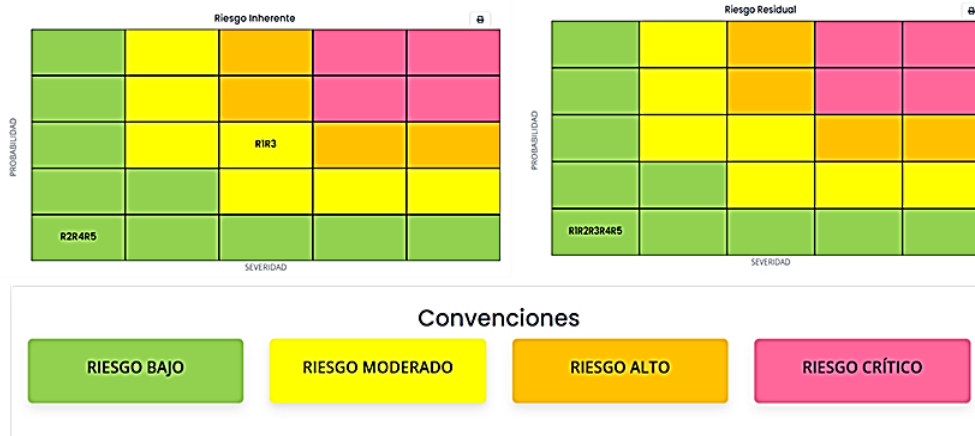 Riesgo Inherente
PROBABILIDAD
R1R3
R2R4R5
SEVERIDAD
Riesgo Residual
PROBABILIDAD
R1R2R3R4R5
SEVERIDAD
Convenciones
RIESGO BAJO
RIESGO MODERADO
RIESGO ALTO
RIESGO CRÍTICO